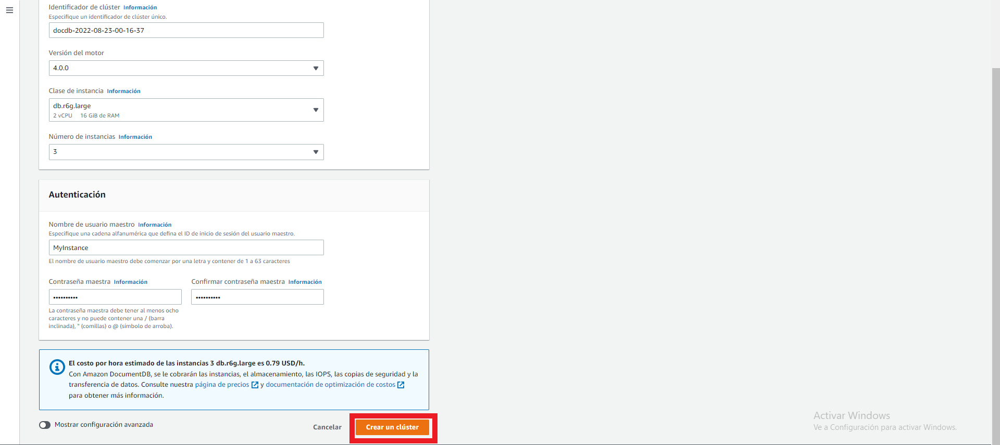 Identificador de clúster Información
Especifique un identificador de clúster único.
docdb-2022-08-23-00-16-37
Versión del motor
4.0.0
Clase de instancia Información
db.r6g.large
2 vCPU 16 GiB de RAM
Número de instancias Información
3
Autenticación
Nombre de usuario maestro Información
Especifique una cadena alfanumérica que defina el ID de inicio de sesión del usuario maestro.
MyInstance
El nombre de usuario maestro debe comenzar por una letra y contener de 1 a 63 caracteres
Contraseña maestra Información
Confirmar contraseña maestra Información
••••••••••
••••••••••
La contraseña maestra debe tener al menos ocho
caracteres y no puede contener una / (barra
inclinada), " (comillas) o @ (símbolo de arroba).
El costo por hora estimado de las instancias 3 db.r6g.large es 0.79 USD/h.
Con Amazon DocumentDB, se le cobrarán las instancias, el almacenamiento, las IOPS, las copias de seguridad y la
transferencia de datos. Consulte nuestra página de precios y documentación de optimización de costos
para obtener más información.
Mostrar configuración avanzada
Cancelar
Crear un clúster
Activar Windows
Ve a Configuración para activar Windows.